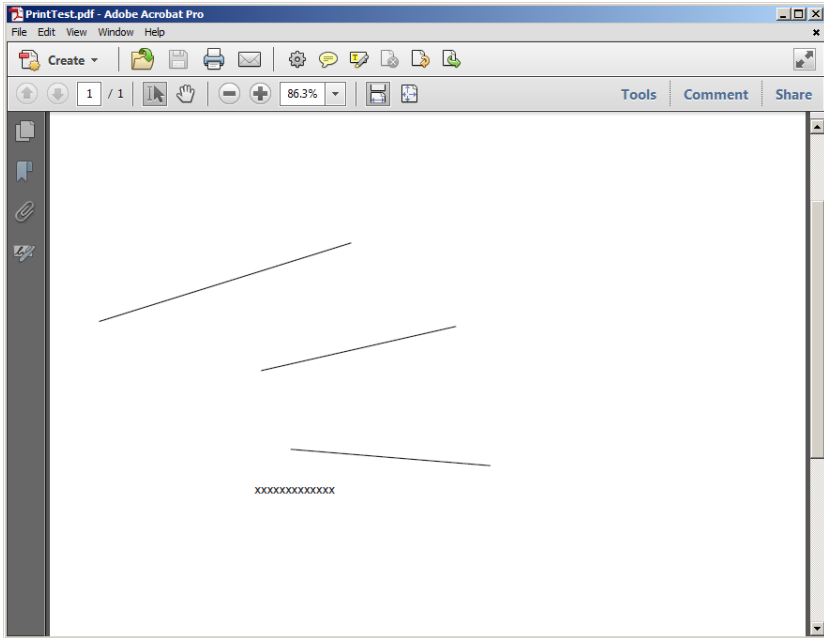 PrintTest.pdf - Adobe Acrobat Pro
File Edit View Window Help
Create
1 / 1 86.3% Tools Comment Share
xxxxxxxxxxxxx